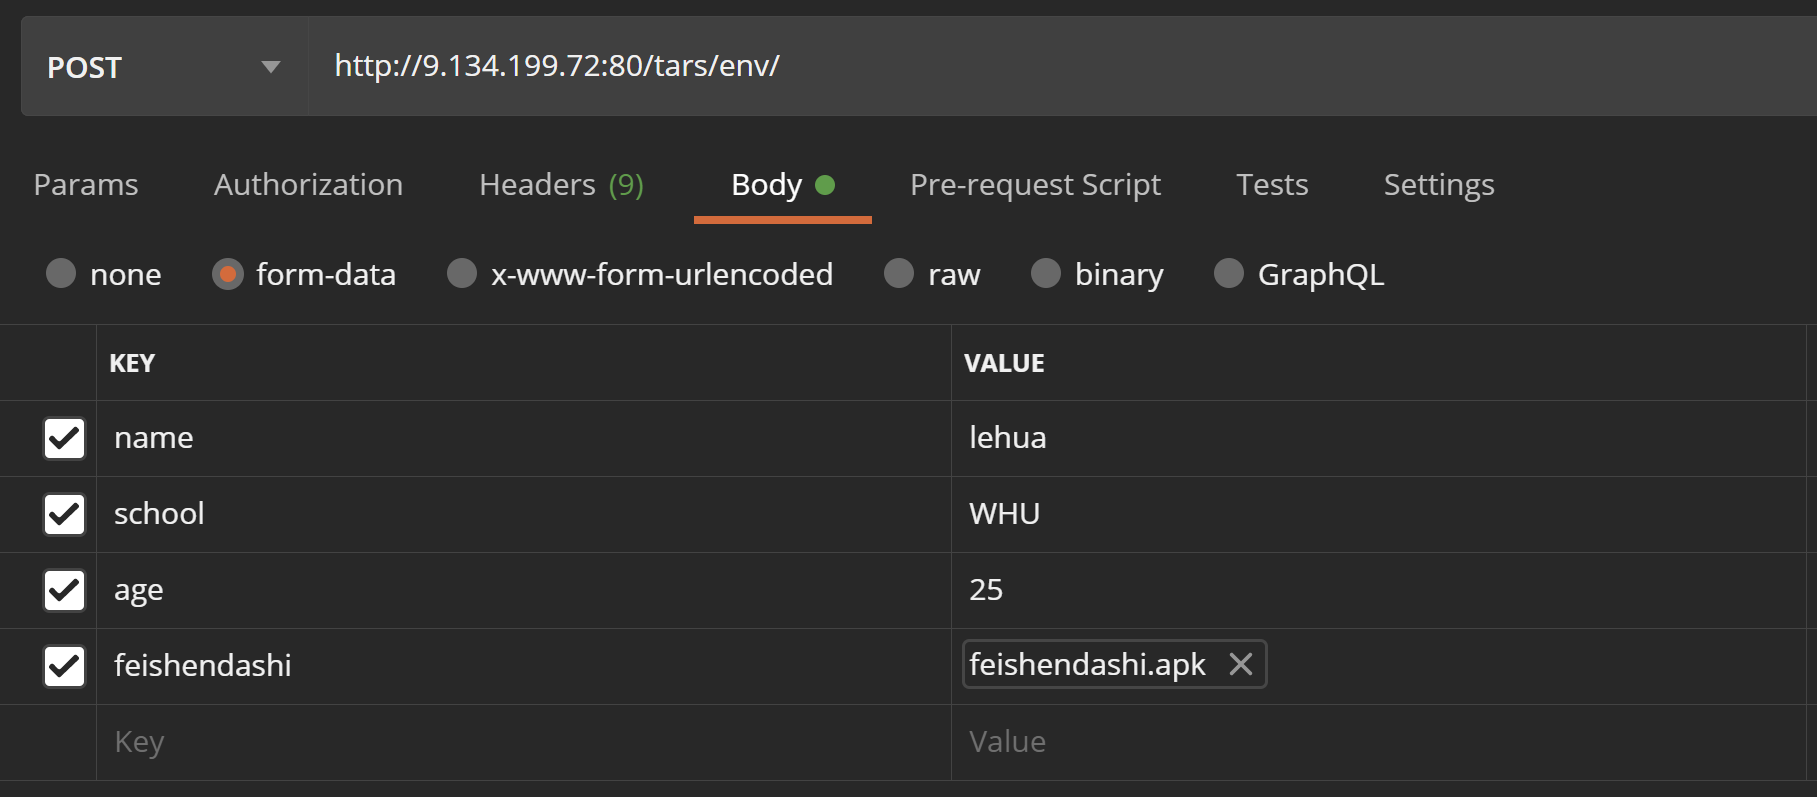 POST http://9.134.199.72:80/tars/env/
Params Authorization Headers (9) Body Pre-request Script Tests Settings
none form-data x-www-form-urlencoded raw binary GraphQL
KEY VALUE
name lehua
school WHU
age 25
feishendashi feishendashi.apk
Key Value